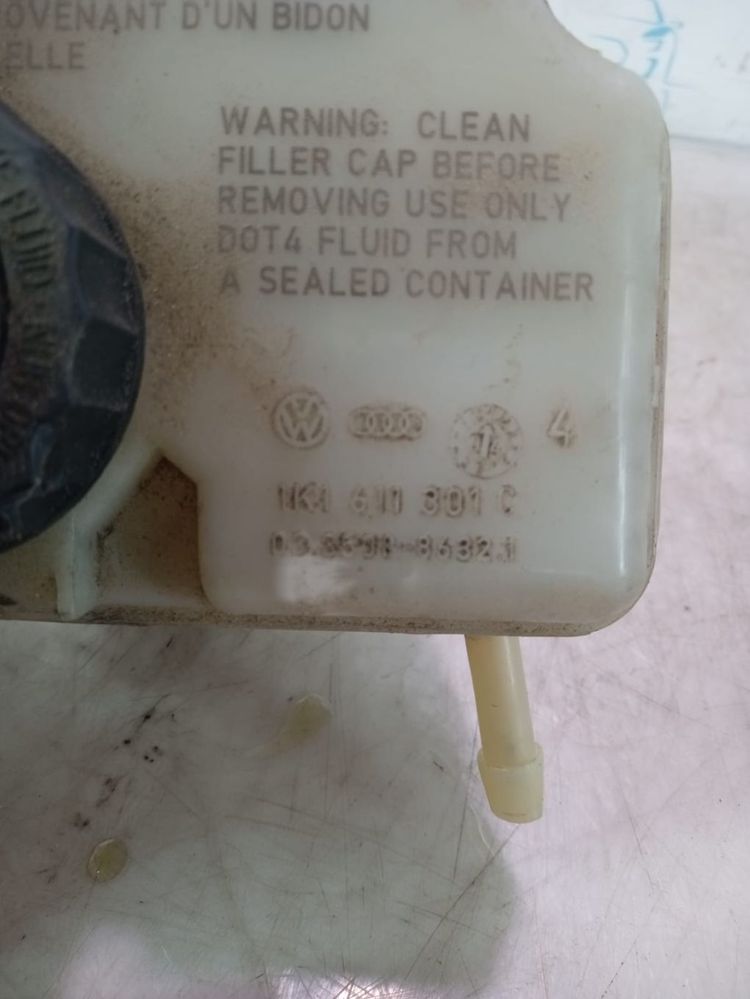 OVENANT D'UN BIDON
ELLE
WARNING: CLEAN
FILLER CAP BEFORE
REMOVING USE ONLY
DOT4 FLUID FROM
A SEALED CONTAINER
FLUID
4
1K1 611 301 C